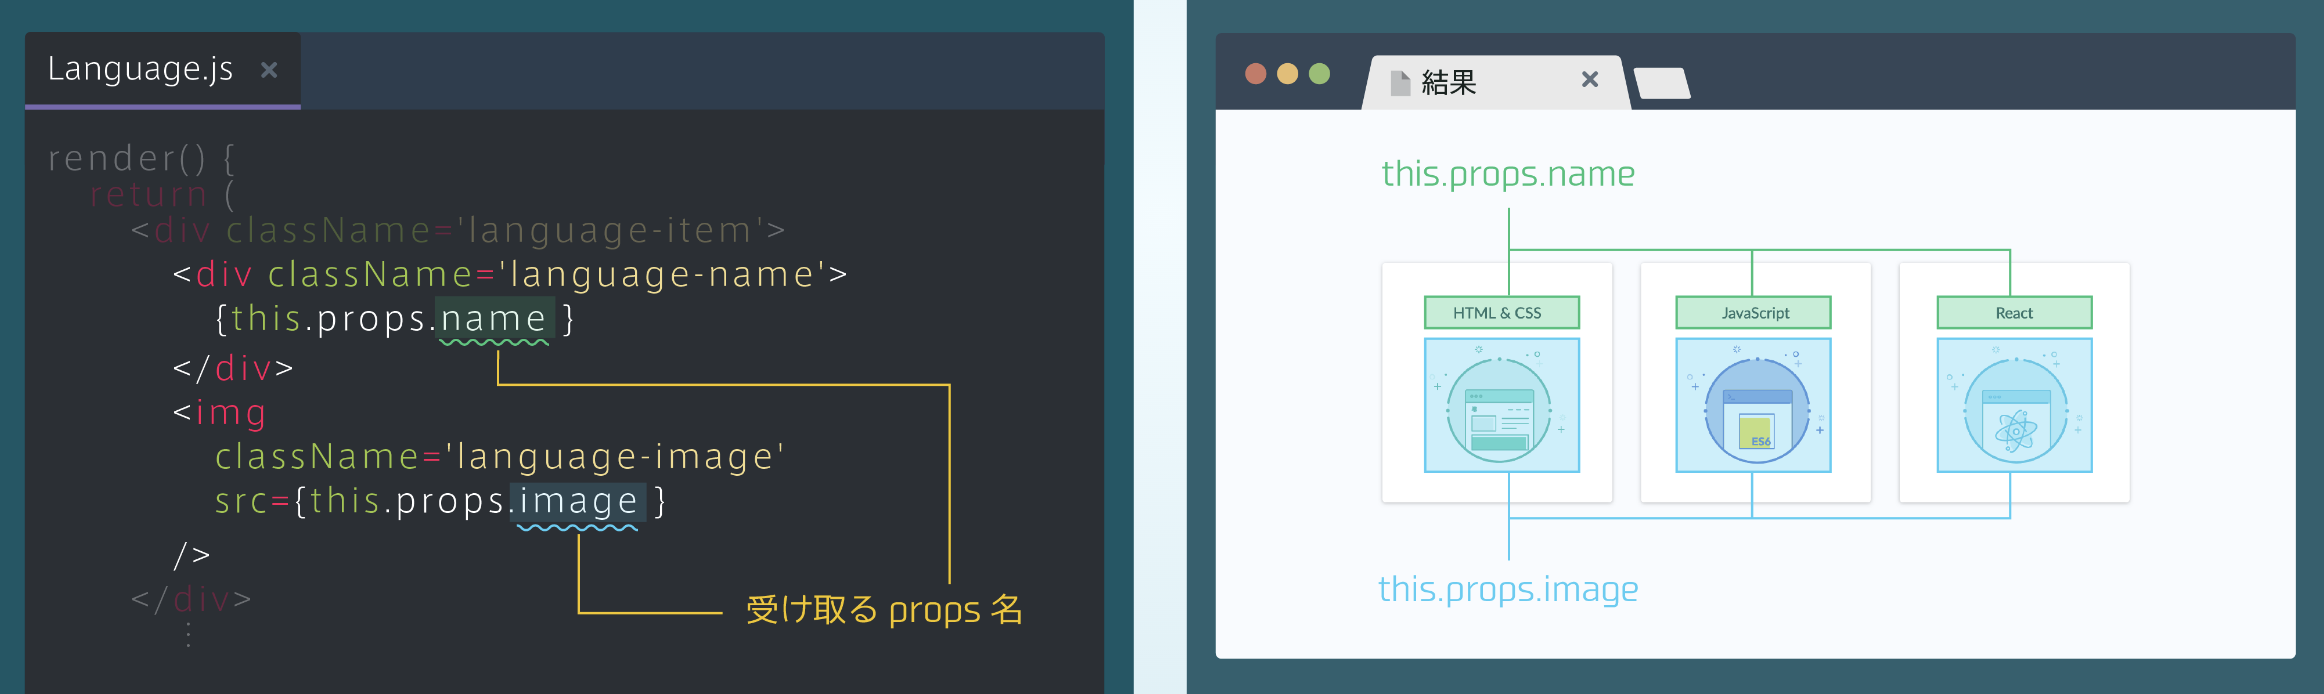 Language.js ×
render() {
return (
<div className='language-item'>
<div className='language-name'>
{this.props.name }
</div>
<img
className='language-image'
src={this.props.image }
/>
</div>
⋮
受け取る props 名
結果 ×
this.props.name
HTML & CSS
JavaScript
React
ES6
this.props.image